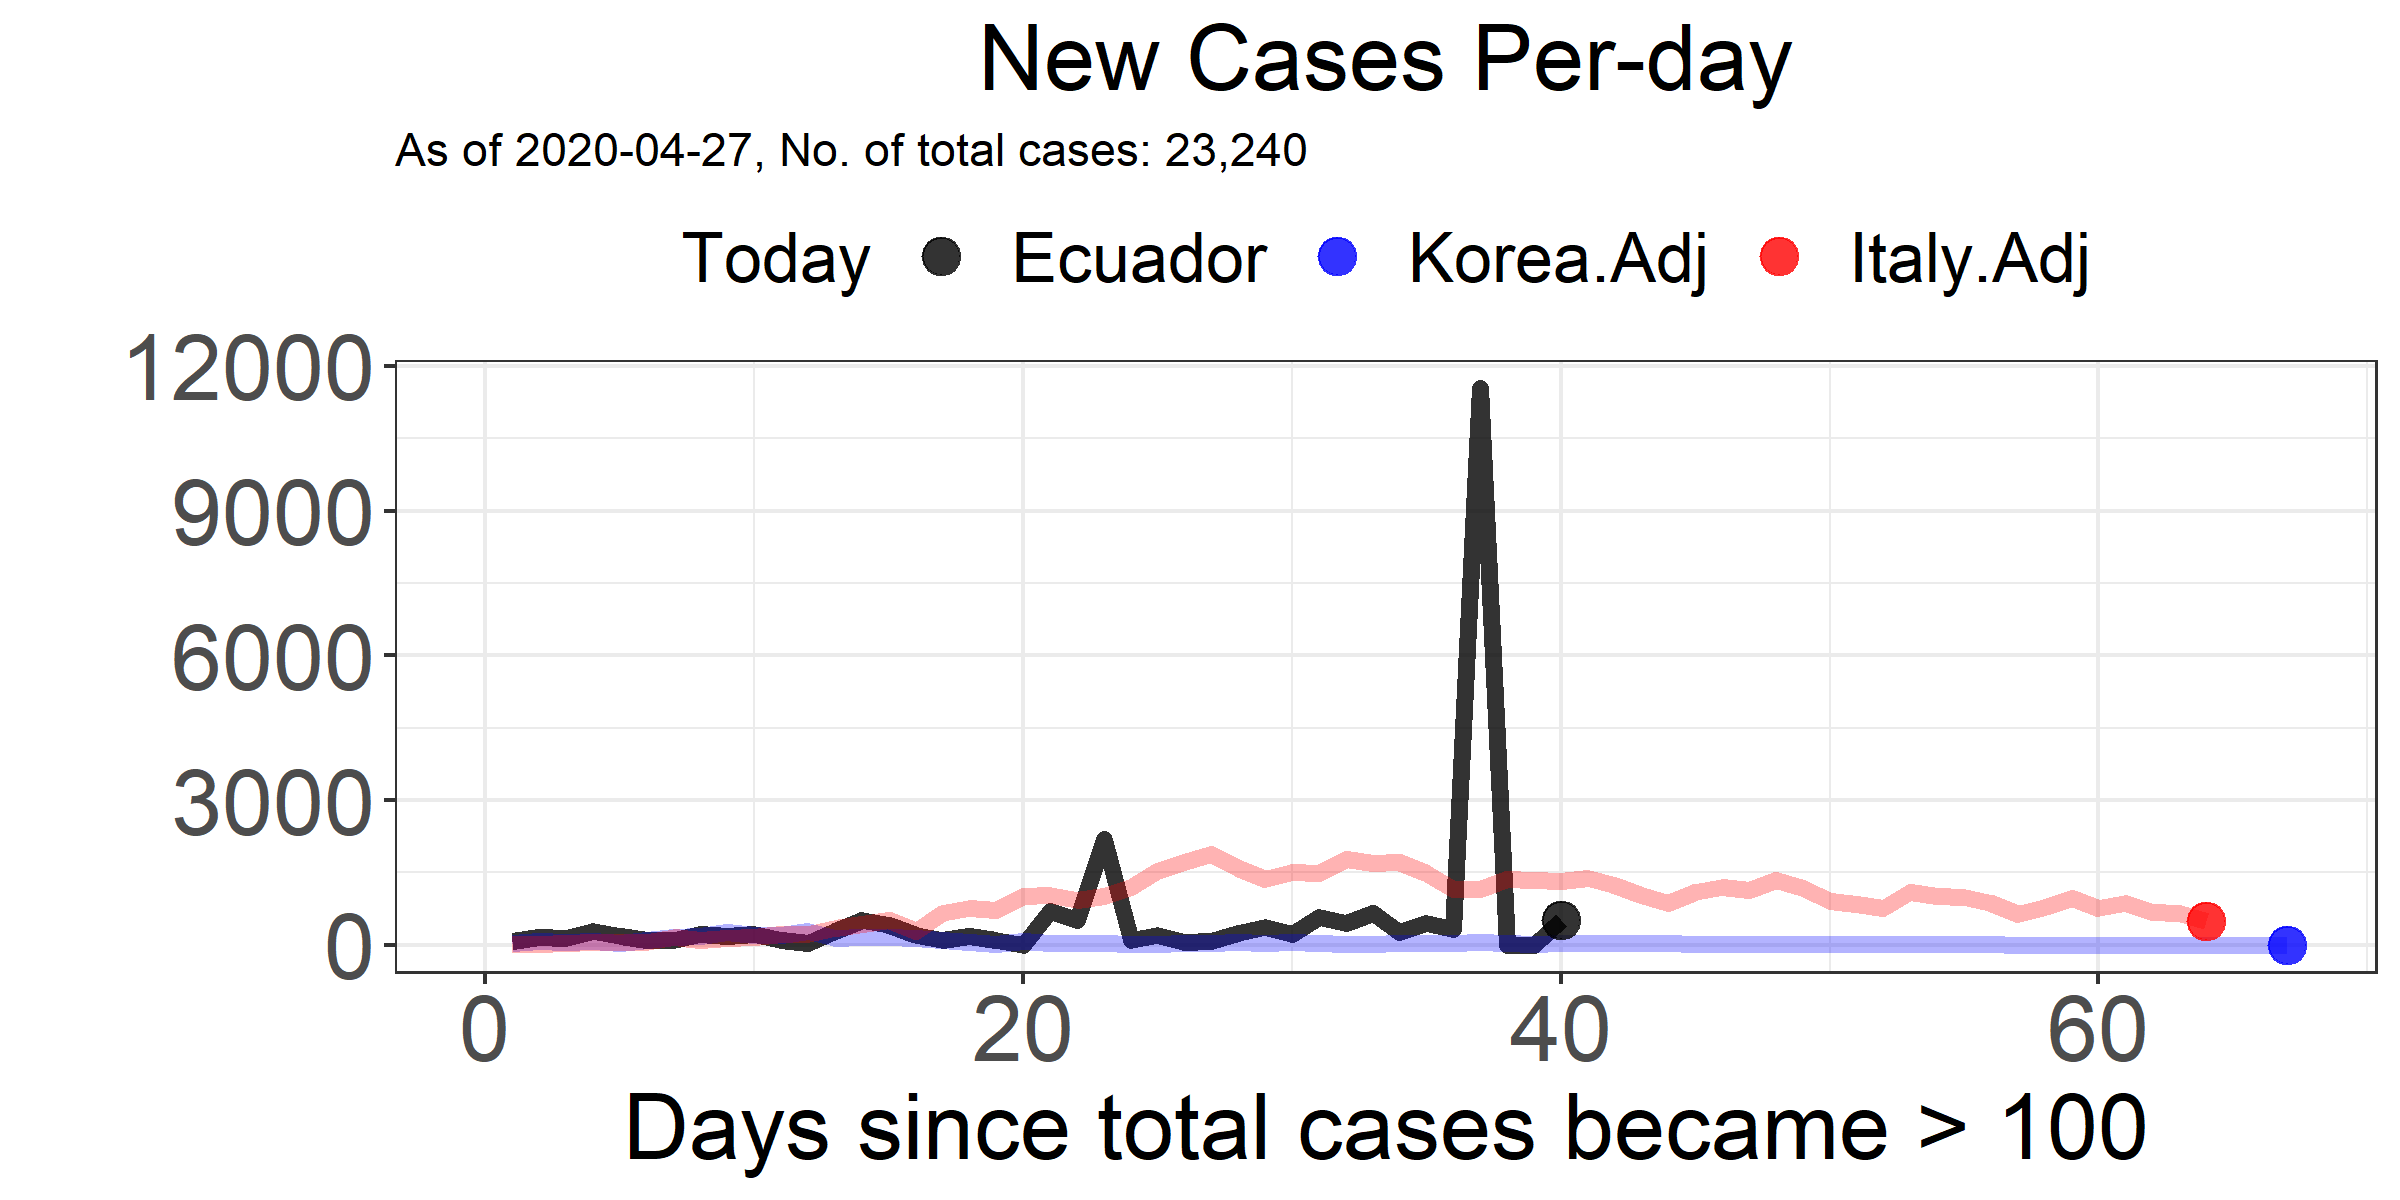 New Cases Per-day
As of 2020-04-27, No. of total cases: 23,240
Today Ecuador Korea.Adj Italy.Adj
12000
9000
6000
3000
0
0 20 40 60
Days since total cases became > 100